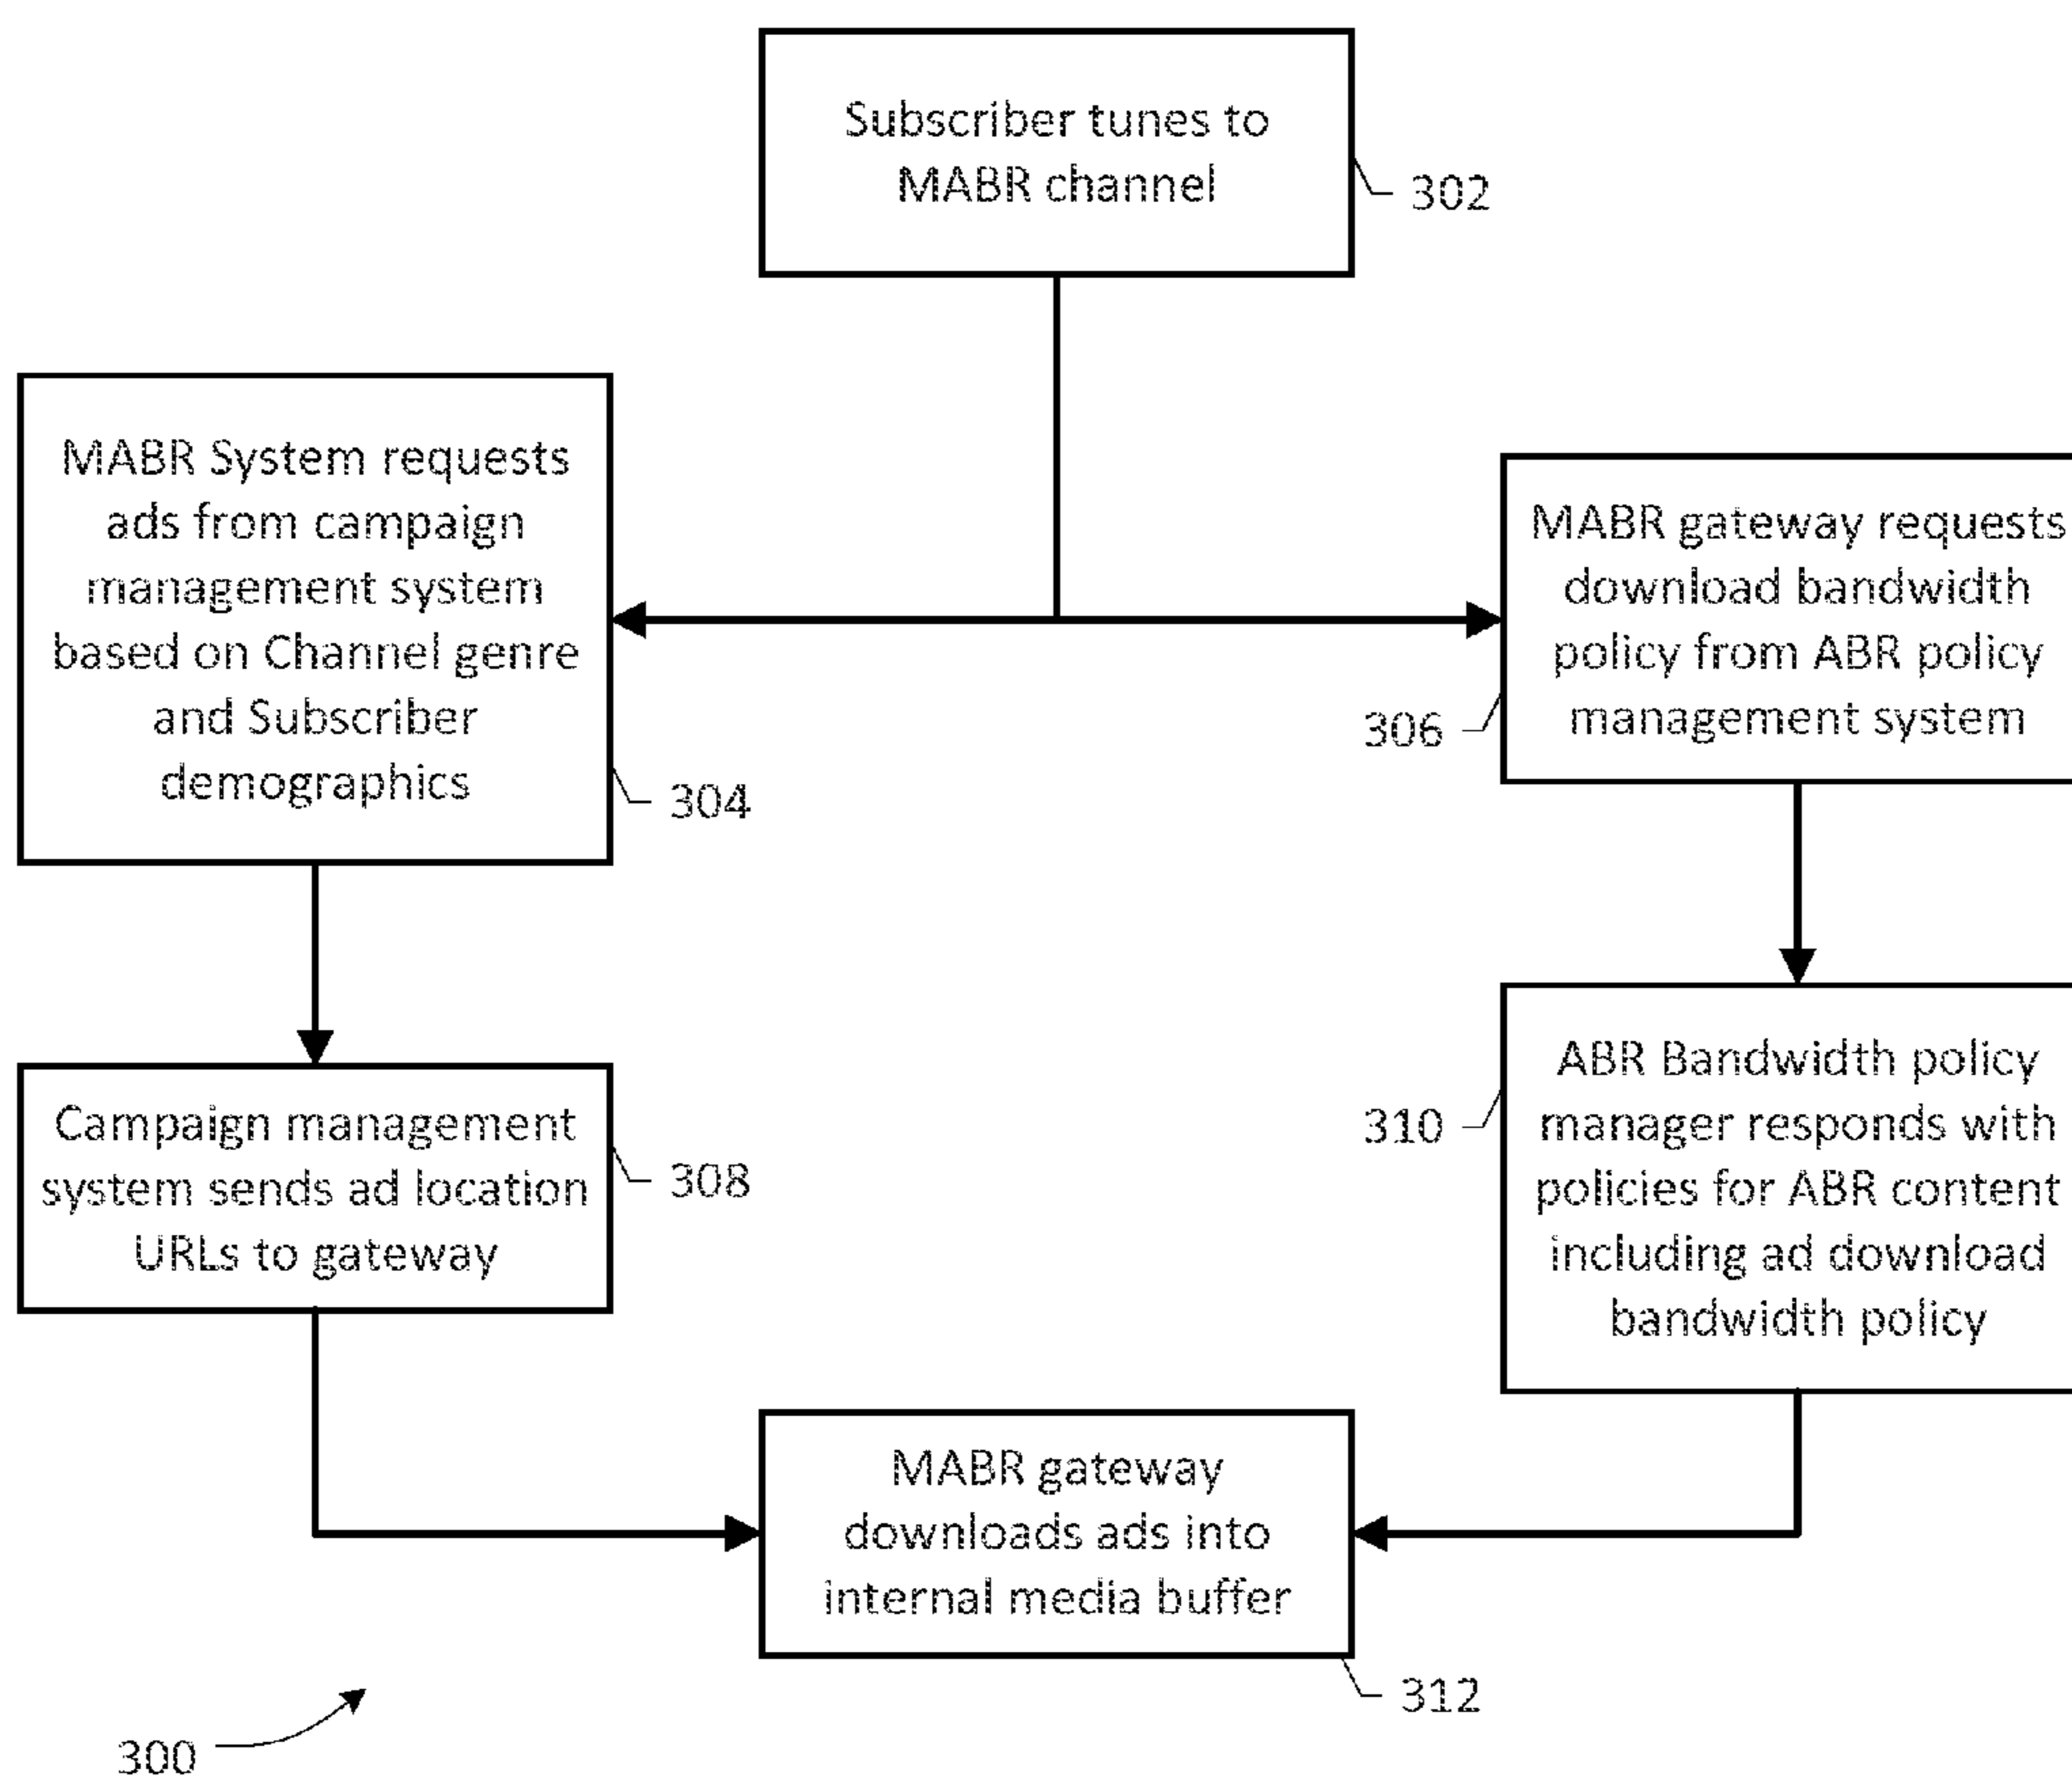 Subscriber tunes to
MABR channel
302
MABR System requests
ads from campaign
management system
based on Channel genre
and Subscriber
demographics
304
MABR gateway requests
download bandwidth
policy from ABR policy
management system
306
Campaign management
system sends ad location
URLs to gateway
308
ABR Bandwidth policy
manager responds with
policies for ABR content
including ad download
bandwidth policy
310
MABR gateway
downloads ads into
internal media buffer
312
300